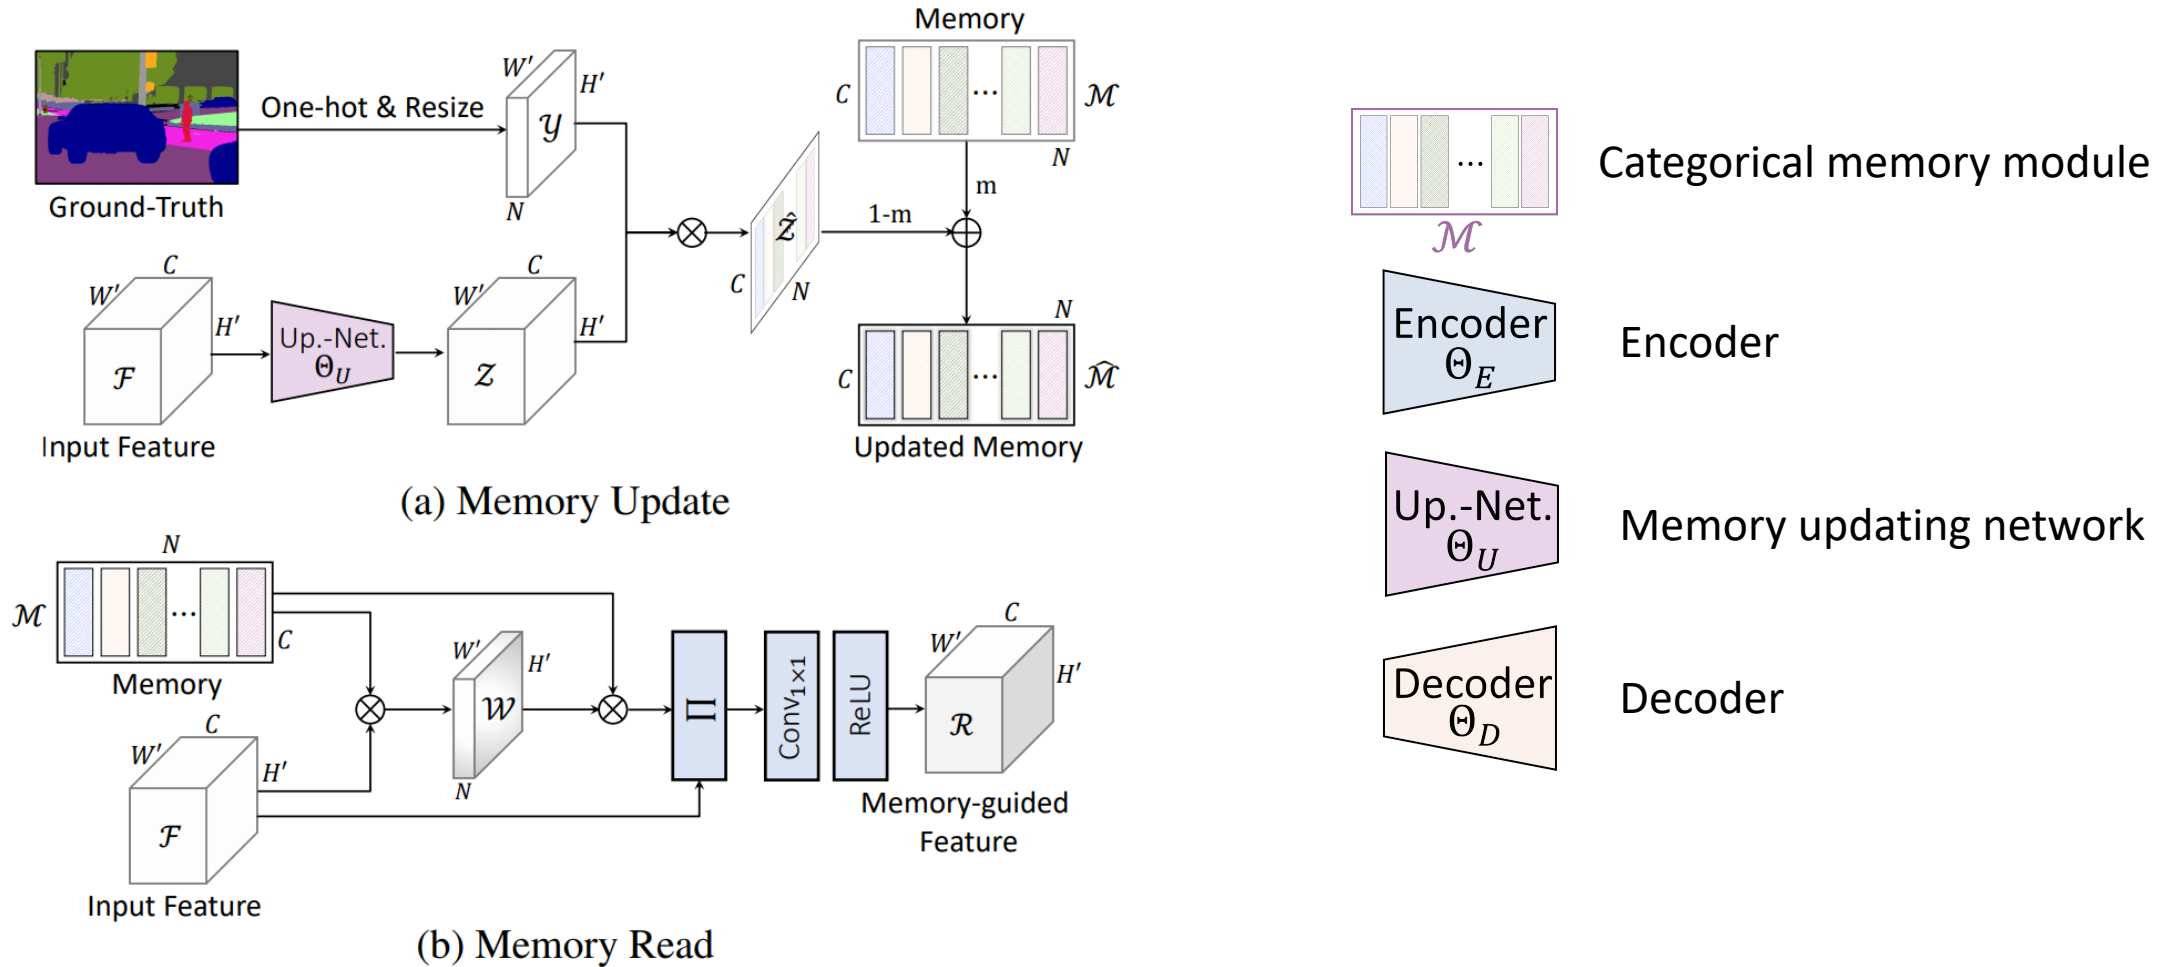 Memory
W′
H′
One-hot & Resize
𝒴
N
Ground-Truth
C
ℳ
N
m
1-m
𝒵̂
C
N
C
W′
H′
ℱ
Input Feature
Up.-Net.
Θ_U
C
W′
H′
𝒵
N
C
...
ℳ̂
Updated Memory
(a) Memory Update
N
ℳ
...
C
Memory
C
W′
H′
ℱ
Input Feature
W′
H′
𝒲
N
Π
Conv₁ₓ₁
ReLU
C
W′
H′
ℛ
Memory-guided
Feature
(b) Memory Read
...
ℳ
Categorical memory module
Encoder
Θ_E
Encoder
Up.-Net.
Θ_U
Memory updating network
Decoder
Θ_D
Decoder